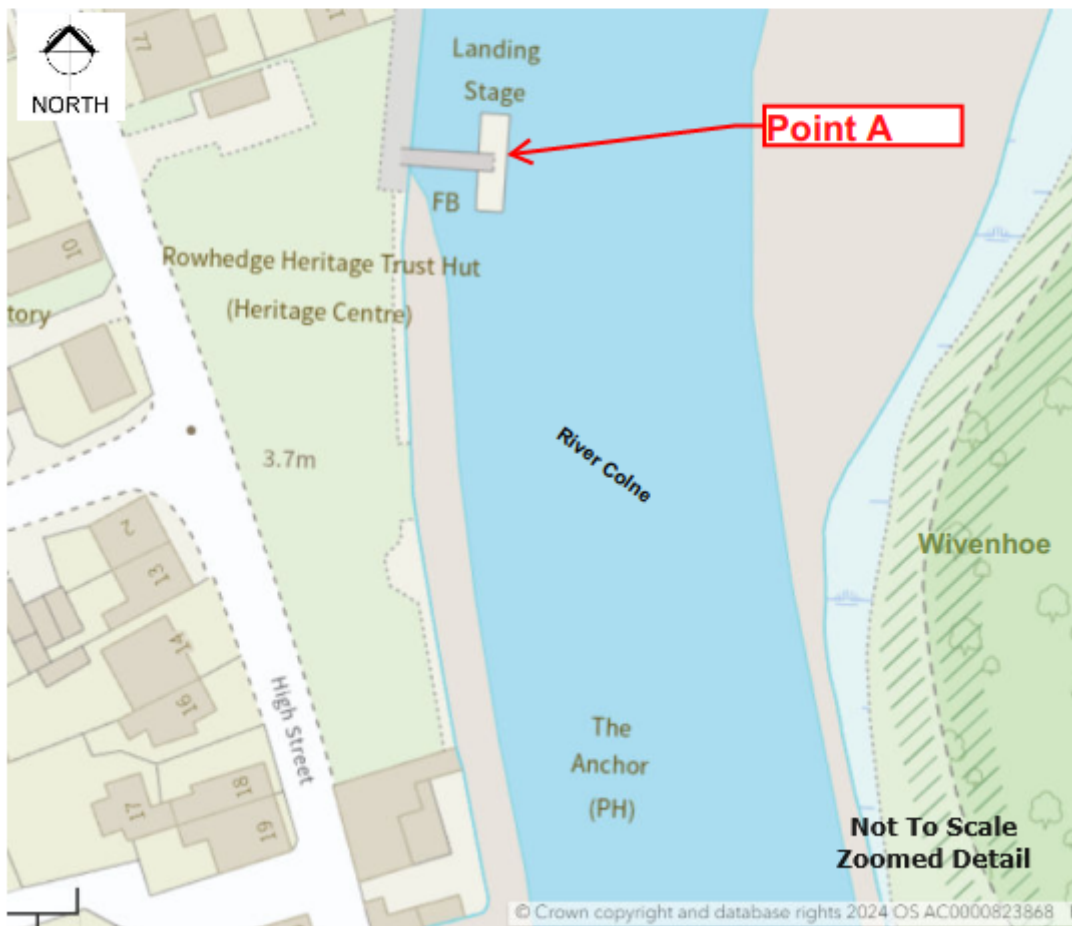 NORTH
77
11
Landing
Stage
Point A
FB
10
Rowhedge Heritage Trust Hut
(Heritage Centre)
tory
3.7m
River Colne
2
13
Wivenhoe
14
16
High Street
The
Anchor
(PH)
18
17
19
Not To Scale
Zoomed Detail
© Crown copyright and database rights 2024 OS AC0000823868